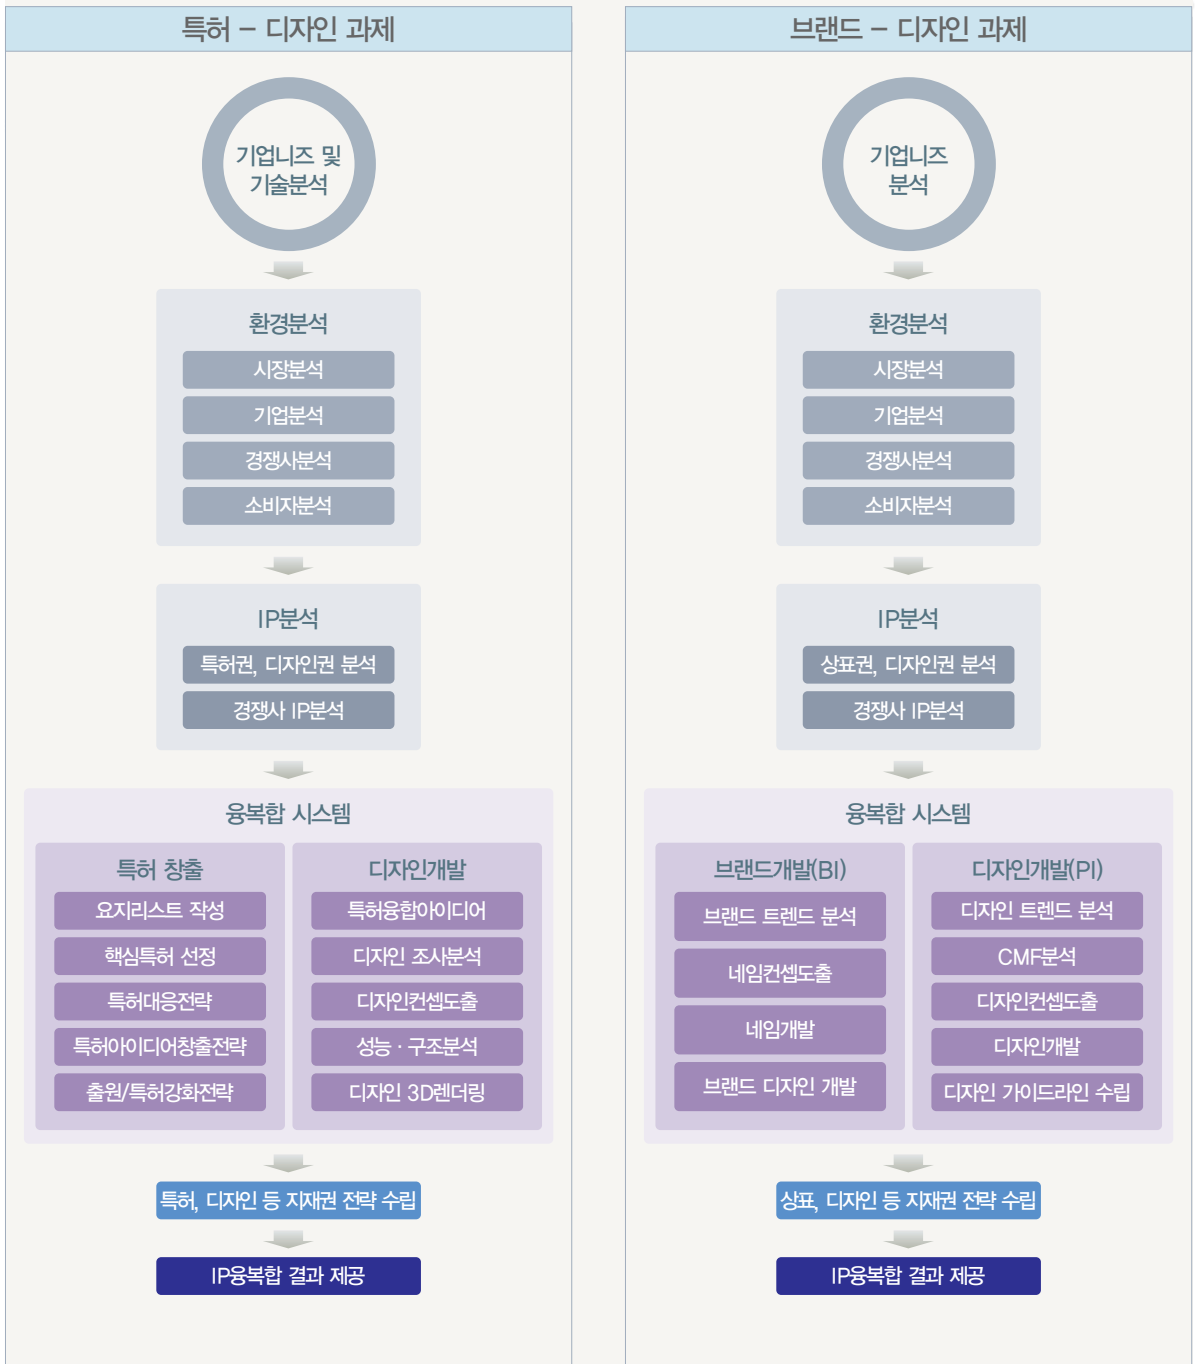 특허 – 디자인 과제
기업니즈 및
기술분석
환경분석
시장분석
기업분석
경쟁사분석
소비자분석
IP분석
특허권, 디자인권 분석
경쟁사 IP분석
융복합 시스템
특허 창출
요지리스트 작성
핵심특허 선정
특허대응전략
특허아이디어창출전략
출원/특허강화전략
디자인개발
특허융합아이디어
디자인 조사분석
디자인컨셉도출
성능 · 구조분석
디자인 3D렌더링
특허, 디자인 등 지재권 전략 수립
IP융복합 결과 제공
브랜드 – 디자인 과제
기업니즈
분석
환경분석
시장분석
기업분석
경쟁사분석
소비자분석
IP분석
상표권, 디자인권 분석
경쟁사 IP분석
융복합 시스템
브랜드개발(BI)
브랜드 트렌드 분석
네임컨셉도출
네임개발
브랜드 디자인 개발
디자인개발(PI)
디자인 트렌드 분석
CMF분석
디자인컨셉도출
디자인개발
디자인 가이드라인 수립
상표, 디자인 등 지재권 전략 수립
IP융복합 결과 제공